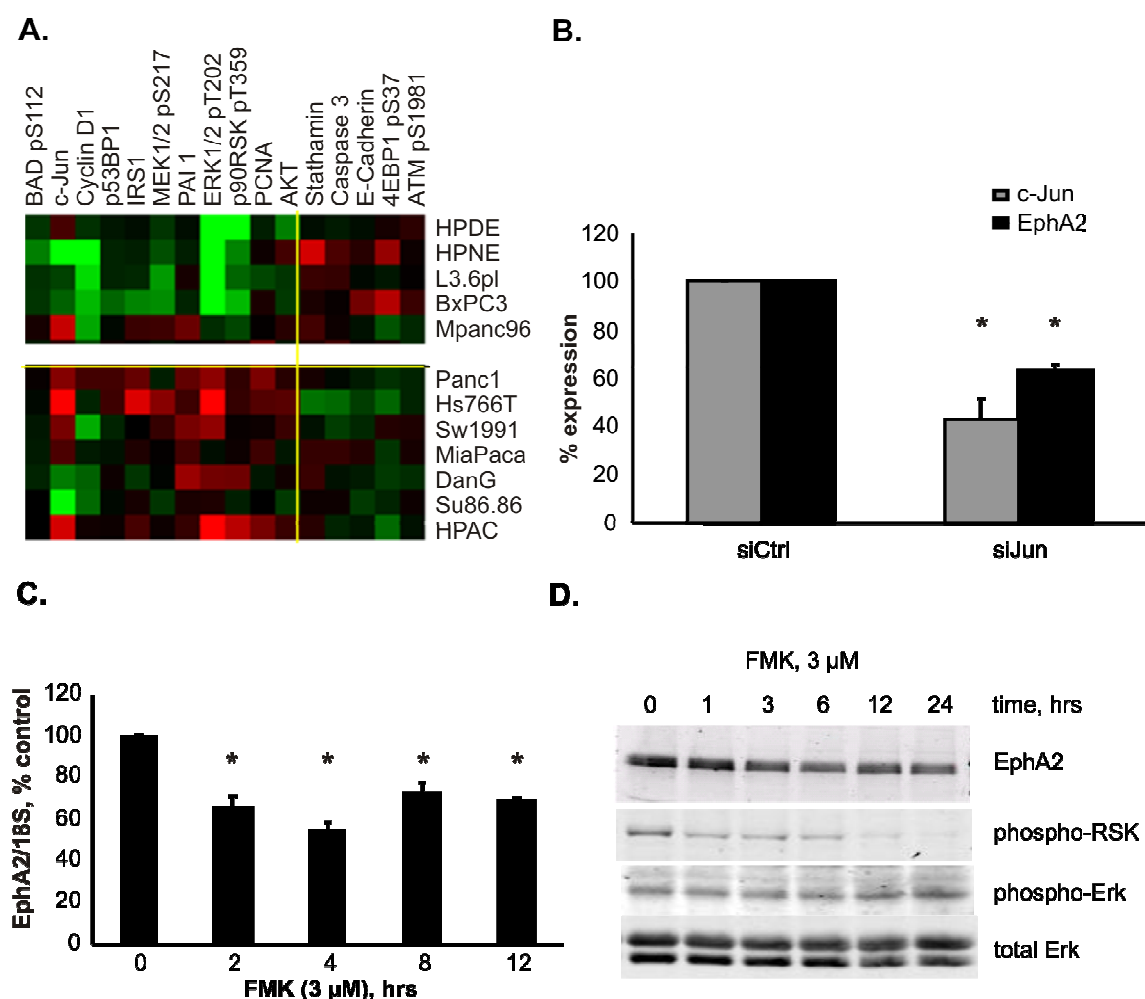 A.
BAD pS112
c-Jun
Cyclin D1
p53BP1
IRS1
MEK1/2 pS217
PAI 1
ERK1/2 pT202
p90RSK pT359
PCNA
AKT
Stathamin
Caspase 3
E-Cadherin
4EBP1 pS37
ATM pS1981
HPDE
HPNE
L3.6pl
BxPC3
Mpanc96
Panc1
Hs766T
Sw1991
MiaPaca
DanG
Su86.86
HPAC
B.
c-Jun
EphA2
% expression
120
100
80
60
40
20
0
* *
siCtrl siJun
C.
EphA2/18S, % control
120
100
80
60
40
20
0
* * * *
0 2 4 8 12
FMK (3 µM), hrs
D.
FMK, 3 µM
0 1 3 6 12 24 time, hrs
EphA2
phospho-RSK
phospho-Erk
total Erk